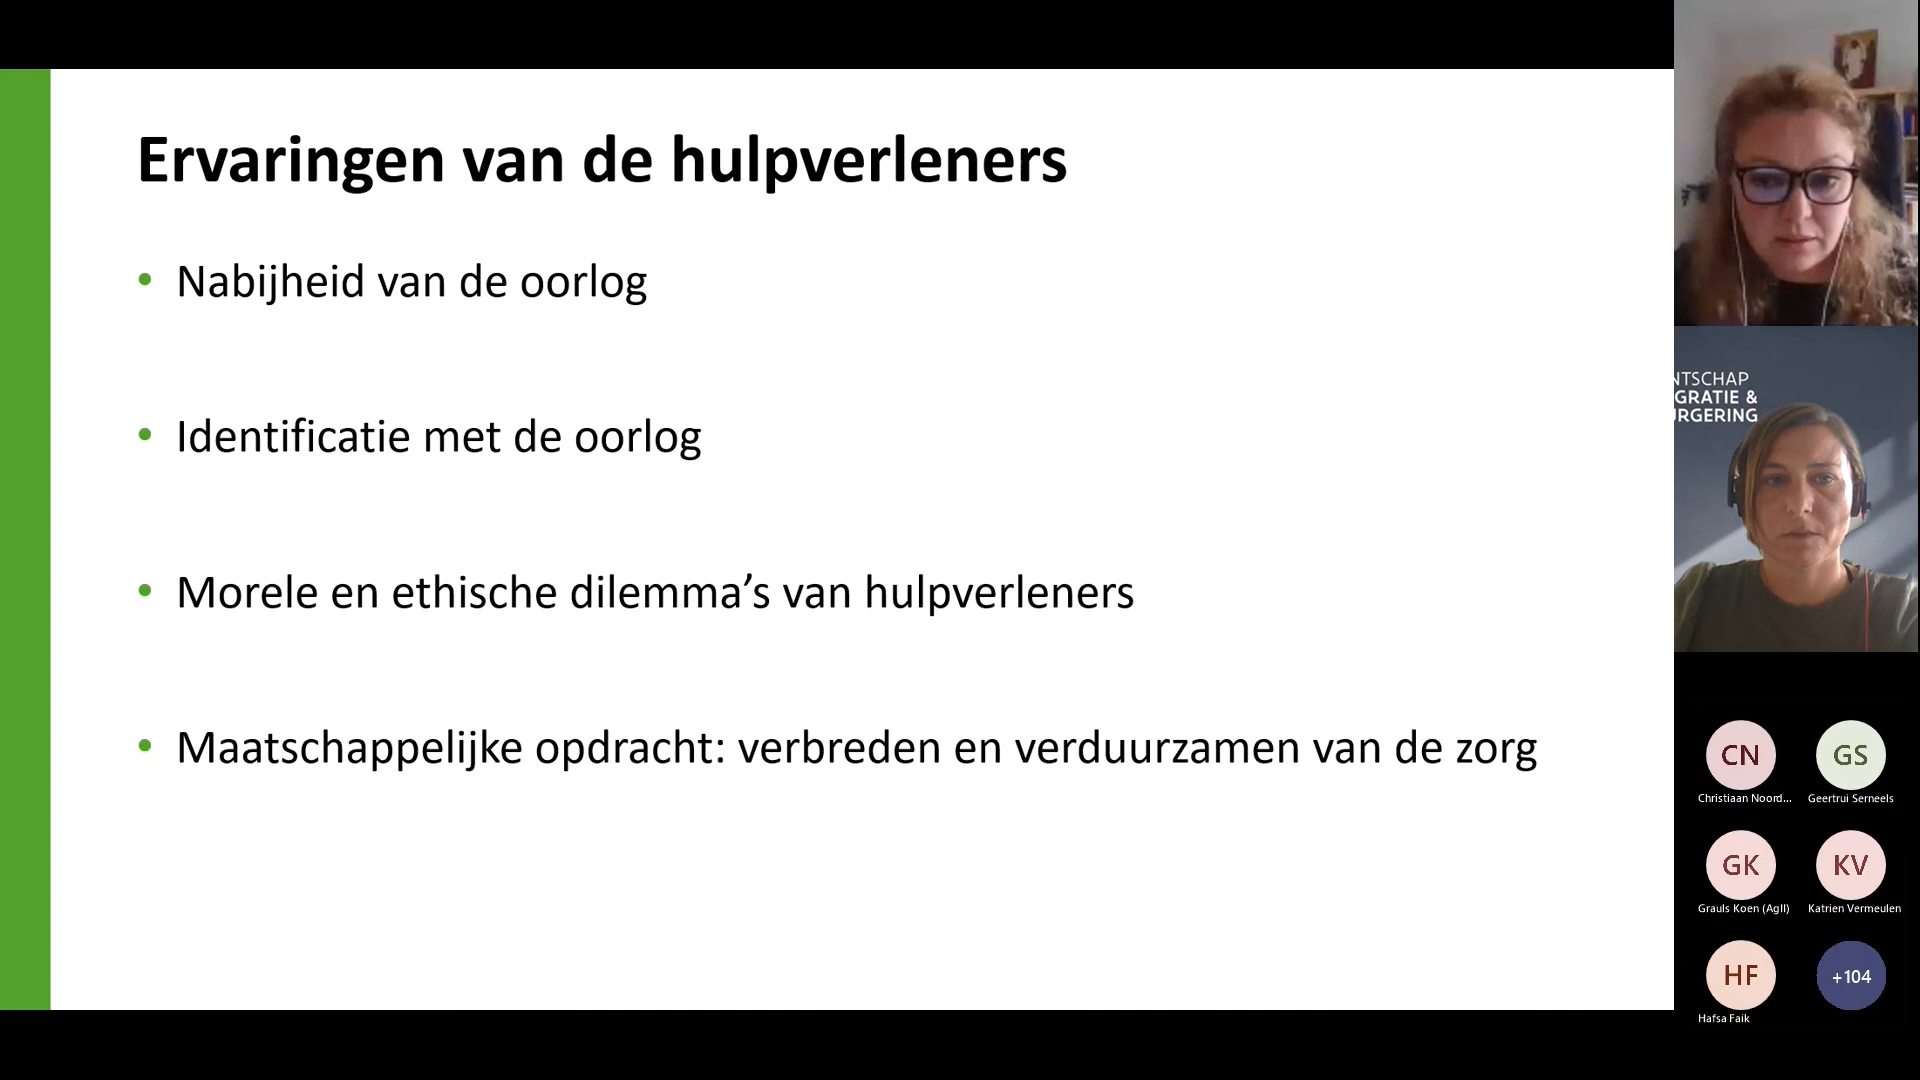 Ervaringen van de hulpverleners
• Nabijheid van de oorlog
• Identificatie met de oorlog
• Morele en ethische dilemma’s van hulpverleners
• Maatschappelijke opdracht: verbreden en verduurzamen van de zorg
NTSCHAP
GRATIE &
RGERING
CN
Christiaan Noord...
GS
Geertrui Serneels
GK
Grauls Koen (AgII)
KV
Katrien Vermeulen
HF
Hafsa Faik
+104